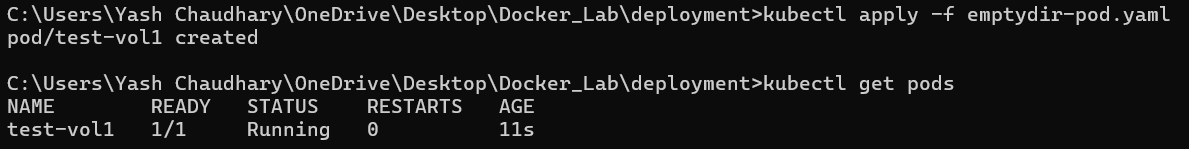 C:\Users\Yash Chaudhary\OneDrive\Desktop\Docker_Lab\deployment>kubectl apply -f emptydir-pod.yaml
pod/test-vol1 created
C:\Users\Yash Chaudhary\OneDrive\Desktop\Docker_Lab\deployment>kubectl get pods
NAME        READY   STATUS    RESTARTS   AGE
test-vol1   1/1     Running   0          11s